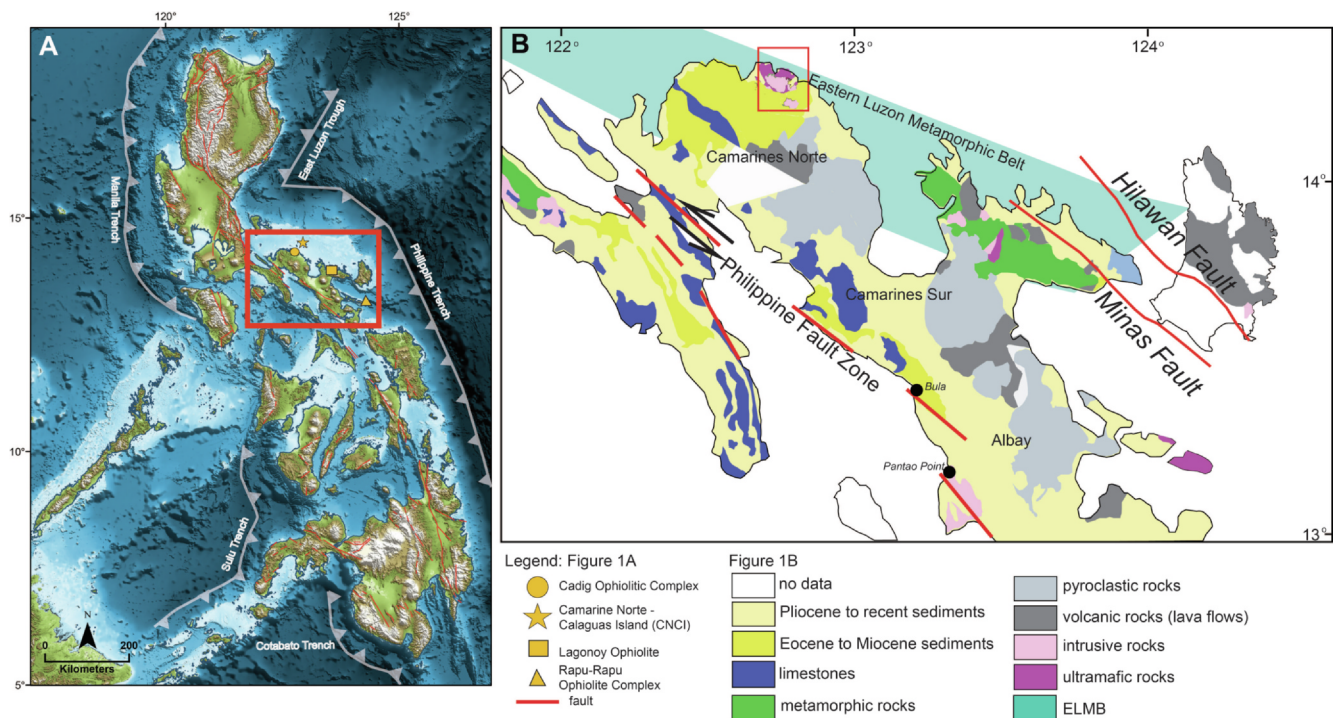 120°
125°
A
15°
10°
5°
Manila Trench
East Luzon Trough
Philippine Trench
Sulu Trench
Cotabato Trench
N
0
200
Kilometers
B
122°
123°
124°
14°
13°
Eastern Luzon Metamorphic Belt
Camarines Norte
Camarines Sur
Philippine Fault Zone
Hilawan Fault
Minas Fault
Bula
Albay
Pantao Point
Legend: Figure 1A
Cadig Ophiolitic Complex
Camarine Norte -
Calaguas Island (CNCI)
Lagonoy Ophiolite
Rapu-Rapu
Ophiolite Complex
fault
Figure 1B
no data
Pliocene to recent sediments
Eocene to Miocene sediments
limestones
metamorphic rocks
pyroclastic rocks
volcanic rocks (lava flows)
intrusive rocks
ultramafic rocks
ELMB